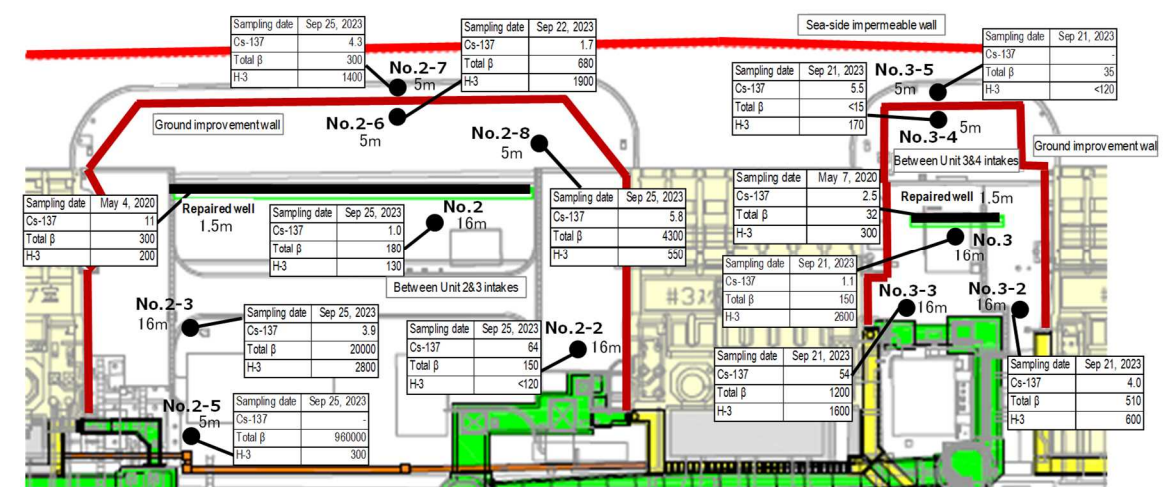 Sea-side impermeable wall
Sampling date Sep 25, 2023
Cs-137 4.3
Total β 300
H-3 1400
No.2-7
5m
Sampling date Sep 22, 2023
Cs-137 1.7
Total β 680
H-3 1900
No.2-6
5m
Ground improvement wall
No.2-8
5m
Sampling date Sep 25, 2023
Cs-137 5.8
Total β 4300
H-3 550
Sampling date May 4, 2020
Cs-137 11
Total β 300
H-3 200
Repaired well
1.5m
Sampling date Sep 25, 2023
Cs-137 1.0
Total β 180
H-3 130
No.2
16m
Between Unit 2&3 intakes
No.2-3
16m
Sampling date Sep 25, 2023
Cs-137 3.9
Total β 20000
H-3 2800
Sampling date Sep 25, 2023
Cs-137 64
Total β 150
H-3 <120
No.2-2
16m
No.2-5
5m
Sampling date Sep 25, 2023
Cs-137 -
Total β 960000
H-3 300
Sampling date Sep 21, 2023
Cs-137 -
Total β 35
H-3 <120
No.3-5
5m
Sampling date Sep 21, 2023
Cs-137 5.5
Total β <15
H-3 170
No.3-4
5m
Ground improvement wal
Between Unit 3&4 intakes
Sampling date May 7, 2020
Cs-137 2.5
Total β 32
H-3 300
Repaired well 1.5m
No.3
16m
Sampling date Sep 21, 2023
Cs-137 1.1
Total β 150
H-3 2600
No.3-3
16m
Sampling date Sep 21, 2023
Cs-137 54
Total β 1200
H-3 1600
No.3-2
16m
Sampling date Sep 21, 2023
Cs-137 4.0
Total β 510
H-3 600